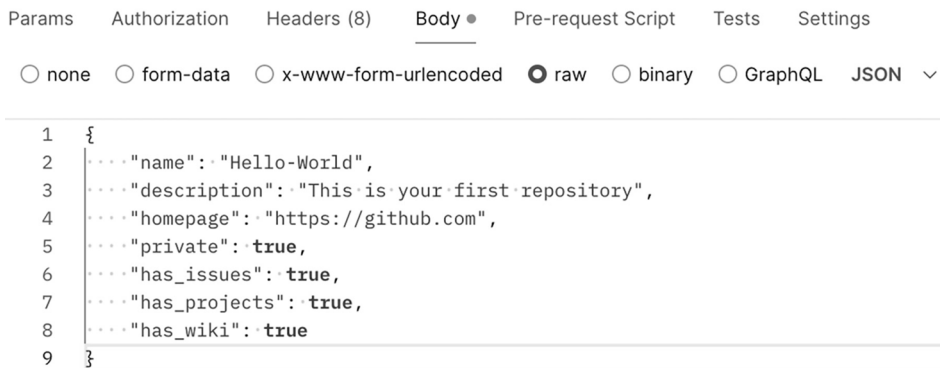 Params Authorization Headers (8) Body Pre-request Script Tests Settings
none form-data x-www-form-urlencoded raw binary GraphQL JSON
1 {
2 "name": "Hello-World",
3 "description": "This is your first repository",
4 "homepage": "https://github.com",
5 "private": true,
6 "has_issues": true,
7 "has_projects": true,
8 "has_wiki": true
9 }